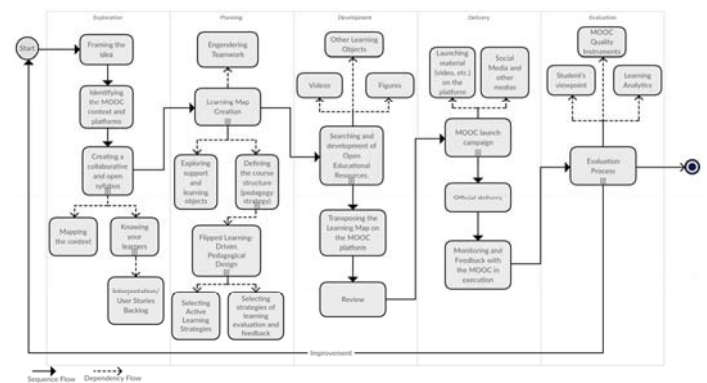 Exploration
Planning
Development
Delivery
Evaluation
Start
Framing the
idea
Identifying
the MOOC
context and
platforms
Creating a
collaborative
and open
syllabus
Mapping
the context
Knowing
your
learners
Interpretation/
User Stories
Backlog
Engendering
Teamwork
Learning Map
Creation
Exploring
support
and
learning
objects
Defining
the course
structure
(pedagogy
strategy)
Flipped Learning-
Driven
Pedagogical
Design
Selecting
Active
Learning
Strategies
Selecting
strategies of
learning
evaluation and
feedback
Other Learning
Objects
Videos
Figures
Searching and
development of
Open
Educational
Resources.
Transposing the
Learning Map on
the MOOC
platform
Review
Launching
material
(video, etc.)
on the
platform
Social
Media and
other
medias
MOOC launch
campaign
Official delivery
Monitoring and
Feedback with
the MOOC in
execution
MOOC
Quality
Instruments
Student's
viewpoint
Learning
Analytics
Evaluation
Process
Improvement
Sequence Flow
Dependency Flow